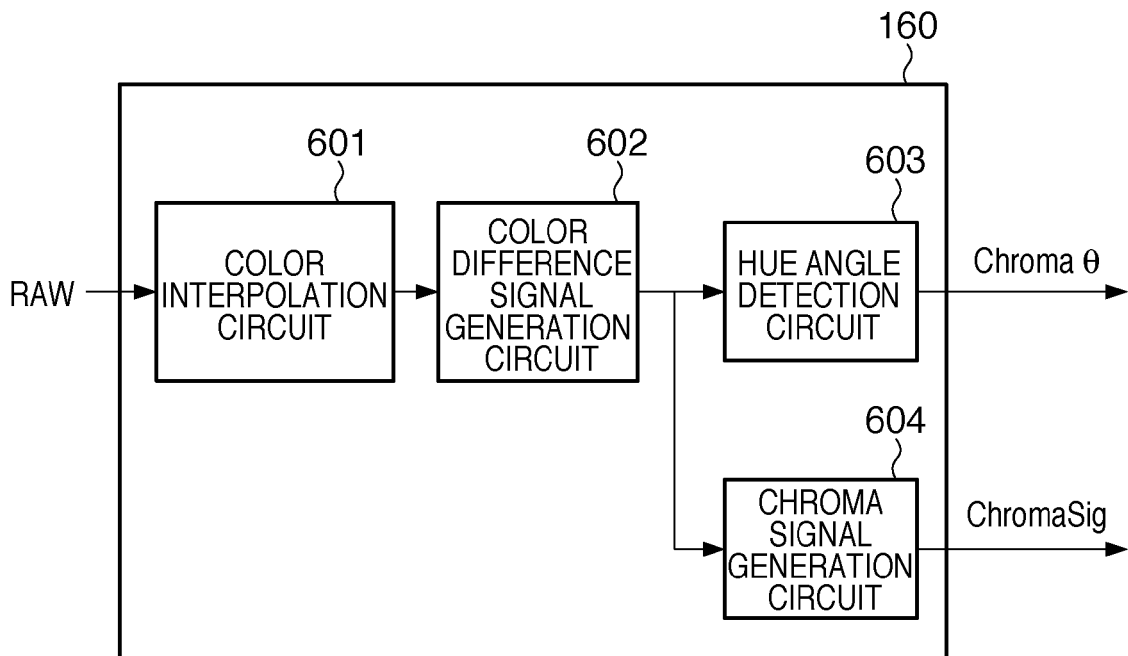 160
601
602
603
RAW
COLOR
INTERPOLATION
CIRCUIT
COLOR
DIFFERENCE
SIGNAL
GENERATION
CIRCUIT
HUE ANGLE
DETECTION
CIRCUIT
Chroma θ
604
CHROMA
SIGNAL
GENERATION
CIRCUIT
ChromaSig